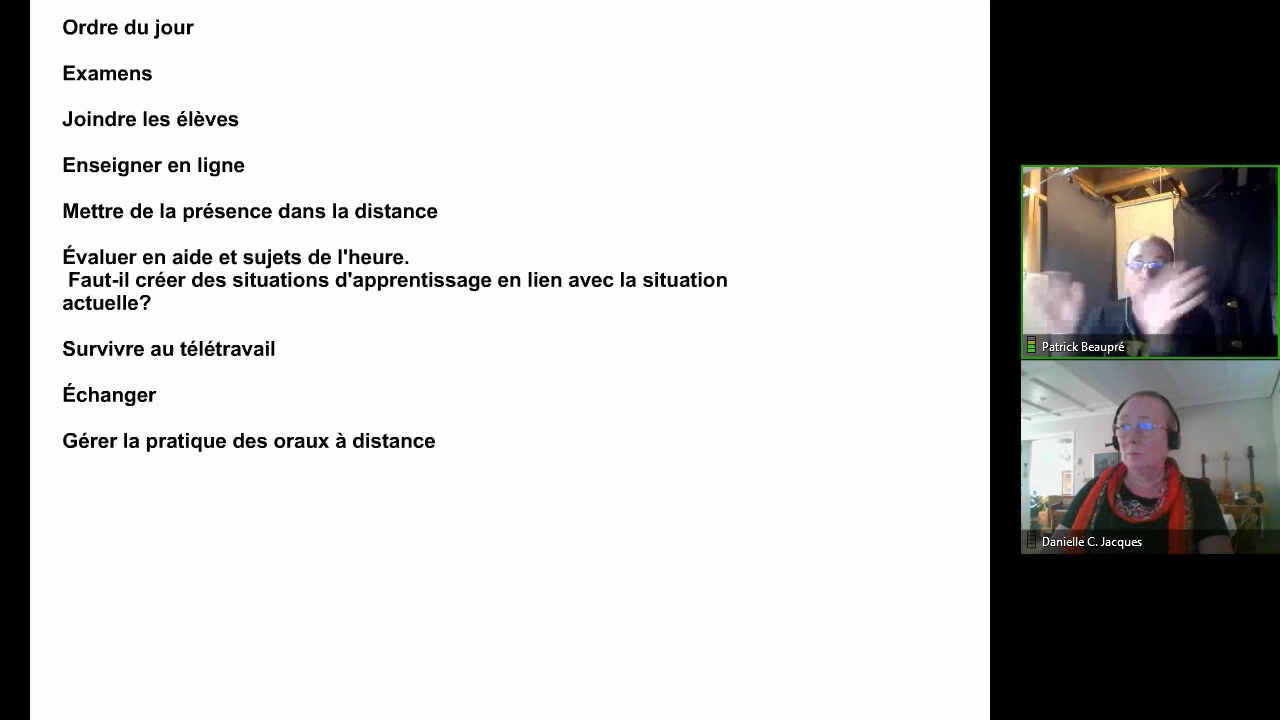 Ordre du jour
Examens
Joindre les élèves
Enseigner en ligne
Mettre de la présence dans la distance
Évaluer en aide et sujets de l'heure.
Faut-il créer des situations d'apprentissage en lien avec la situation
actuelle?
Survivre au télétravail
Échanger
Gérer la pratique des oraux à distance
Patrick Beaupré
Danielle C. Jacques